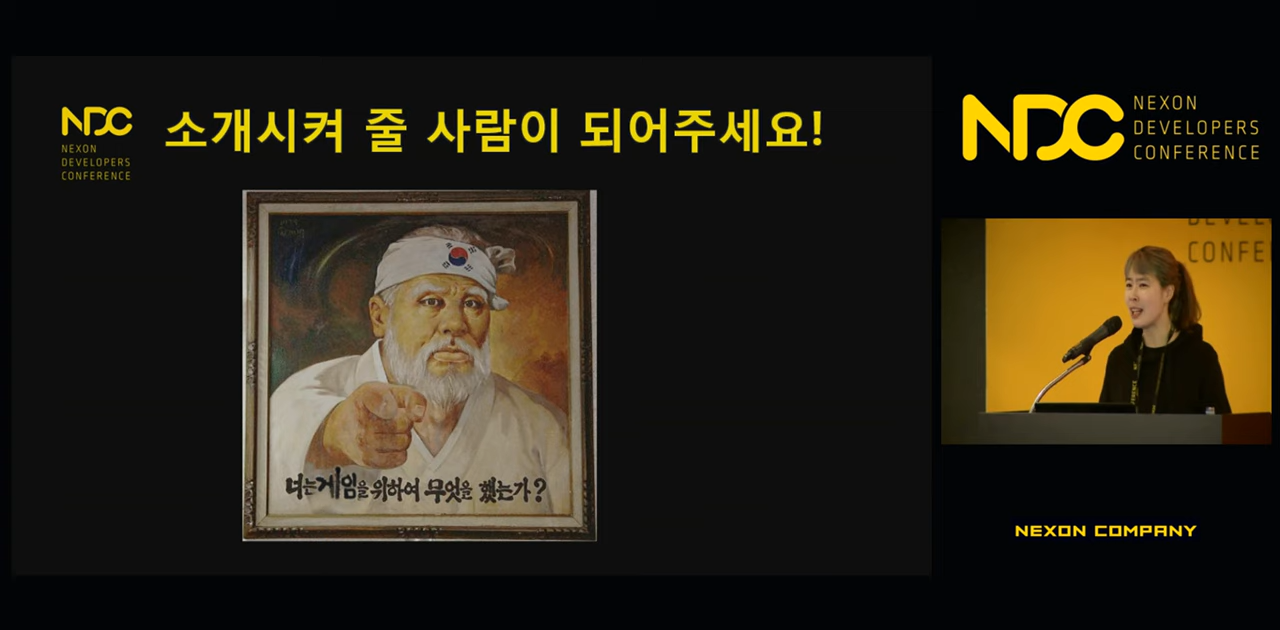 NDC
NEXON
DEVELOPERS
CONFERENCE
소개시켜 줄 사람이 되어주세요!
너는 게임을 위하여 무엇을 했는가?
NDC
NEXON
DEVELOPERS
CONFERENCE
CONFE
NEXON COMPANY